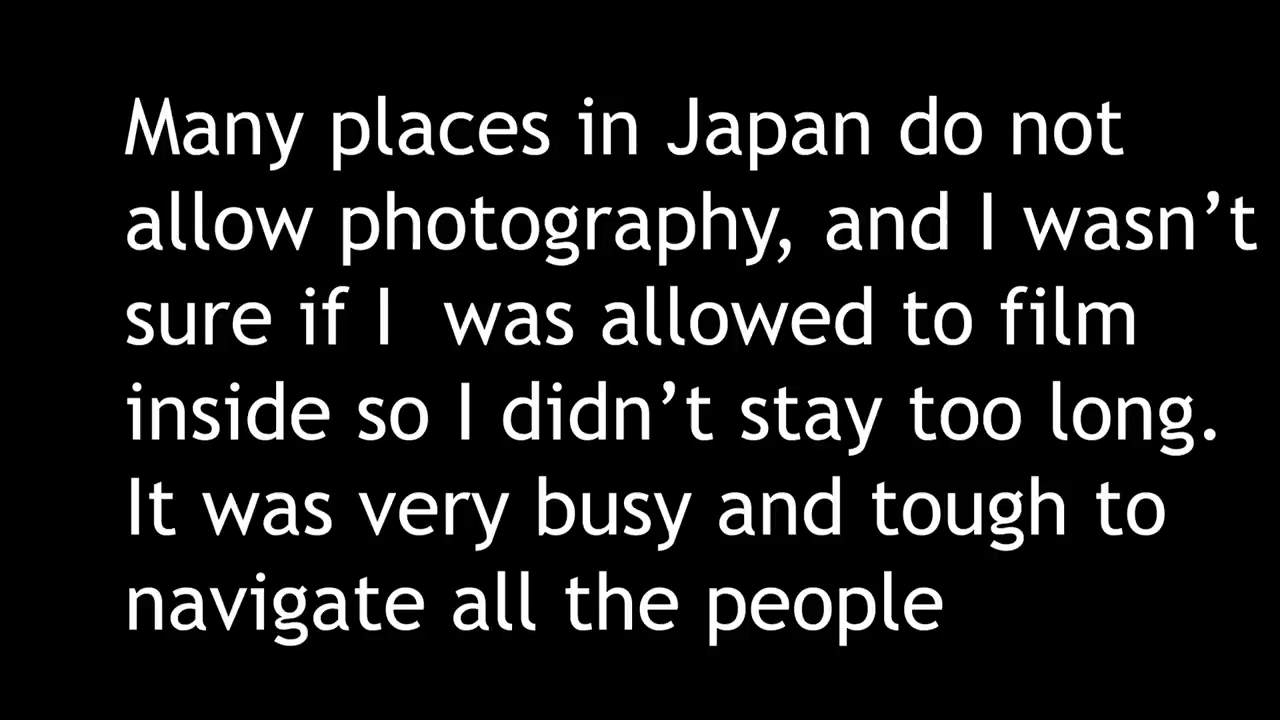 Many places in Japan do not
allow photography, and I wasn’t
sure if I  was allowed to film
inside so I didn’t stay too long.
It was very busy and tough to
navigate all the people